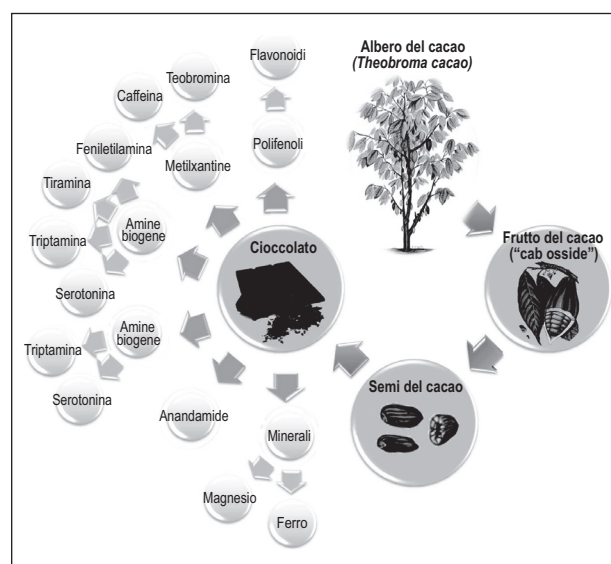 Albero del cacao
(Theobroma cacao)
Frutto del cacao
("cab osside")
Semi del cacao
Cioccolato
Flavonoidi
Polifenoli
Teobromina
Caffeina
Metilxantine
Feniletilamina
Tiramina
Triptamina
Serotonina
Amine
biogene
Triptamina
Serotonina
Amine
biogene
Anandamide
Minerali
Magnesio
Ferro